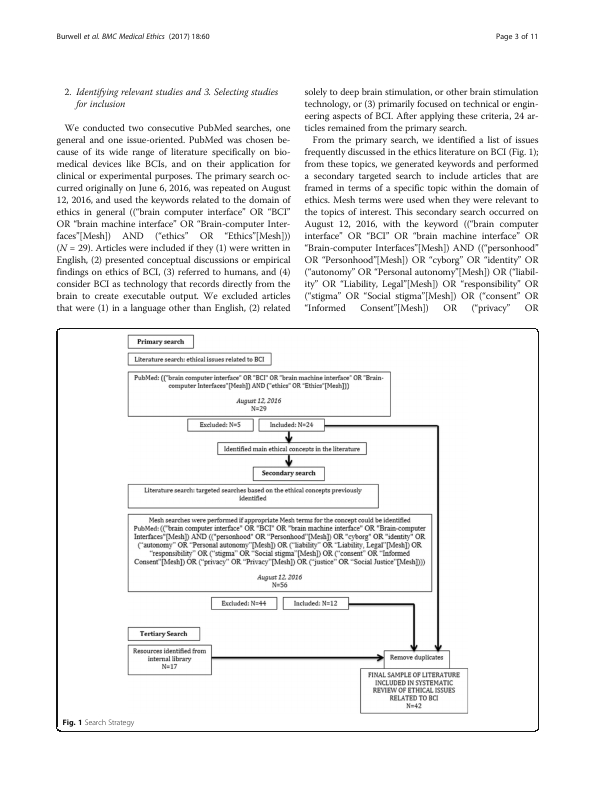 Burwell et al. BMC Medical Ethics (2017) 18:60
Page 3 of 11
2. Identifying relevant studies and 3. Selecting studies
for inclusion
We conducted two consecutive PubMed searches, one
general and one issue-oriented. PubMed was chosen be-
cause of its wide range of literature specifically on bio-
medical devices like BCIs, and on their application for
clinical or experimental purposes. The primary search oc-
curred originally on June 6, 2016, was repeated on August
12, 2016, and used the keywords related to the domain of
ethics in general ((“brain computer interface” OR “BCI”
OR “brain machine interface” OR “Brain-computer Inter-
faces”[Mesh]) AND (“ethics” OR “Ethics”[Mesh]))
(N = 29). Articles were included if they (1) were written in
English, (2) presented conceptual discussions or empirical
findings on ethics of BCI, (3) referred to humans, and (4)
consider BCI as technology that records directly from the
brain to create executable output. We excluded articles
that were (1) in a language other than English, (2) related
solely to deep brain stimulation, or other brain stimulation
technology, or (3) primarily focused on technical or engin-
eering aspects of BCI. After applying these criteria, 24 ar-
ticles remained from the primary search.
From the primary search, we identified a list of issues
frequently discussed in the ethics literature on BCI (Fig. 1);
from these topics, we generated keywords and performed
a secondary targeted search to include articles that are
framed in terms of a specific topic within the domain of
ethics. Mesh terms were used when they were relevant to
the topics of interest. This secondary search occurred on
August 12, 2016, with the keyword ((“brain computer
interface” OR “BCI” OR “brain machine interface” OR
“Brain-computer Interfaces”[Mesh]) AND ((“personhood”
OR “Personhood”[Mesh]) OR “cyborg” OR “identity” OR
(“autonomy” OR “Personal autonomy”[Mesh]) OR (“liabil-
ity” OR “Liability, Legal”[Mesh]) OR “responsibility” OR
(“stigma” OR “Social stigma”[Mesh]) OR (“consent” OR
“Informed Consent”[Mesh]) OR (“privacy” OR
Primary search
Literature search: ethical issues related to BCI
PubMed: ((“brain computer interface” OR “BCI” OR “brain machine interface” OR “Brain-
computer Interfaces”[Mesh]) AND (“ethics” OR “Ethics”[Mesh]))
August 12, 2016
N=29
Excluded: N=5
Included: N=24
Identified main ethical concepts in the literature
Secondary search
Literature search: targeted searches based on the ethical concepts previously
identified
Mesh searches were performed if appropriate Mesh terms for the concept could be identified
PubMed: ((“brain computer interface” OR “BCI” OR “brain machine interface” OR “Brain-computer
Interfaces”[Mesh]) AND ((“personhood” OR “Personhood”[Mesh]) OR “cyborg” OR “identity” OR
(“autonomy” OR “Personal autonomy”[Mesh]) OR (“liability” OR “Liability, Legal”[Mesh]) OR
“responsibility” OR (“stigma” OR “Social stigma”[Mesh]) OR (“consent” OR “Informed
Consent”[Mesh]) OR (“privacy” OR “Privacy”[Mesh]) OR (“justice” OR “Social Justice”[Mesh])))
August 12, 2016
N=56
Excluded: N=44
Included: N=12
Tertiary Search
Resources identified from
internal library
N=17
Remove duplicates
FINAL SAMPLE OF LITERATURE
INCLUDED IN SYSTEMATIC
REVIEW OF ETHICAL ISSUES
RELATED TO BCI
N=42
Fig. 1 Search Strategy